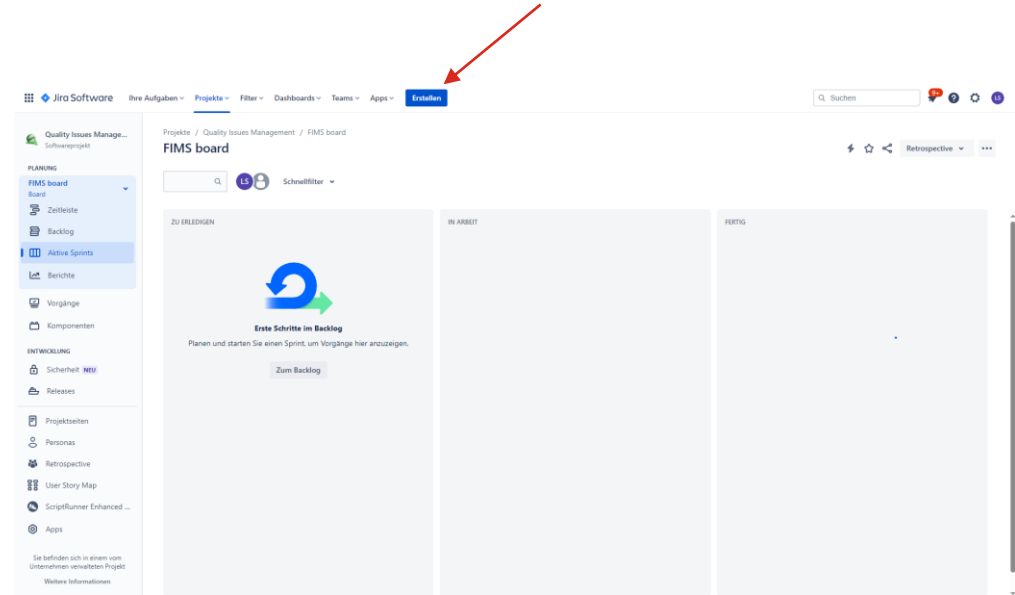 Jira Software Ihre Aufgaben Projekte Filter Dashboards Teams Apps Erstellen Suchen 9+ LS
Quality Issues Manage...
Softwareprojekt
PLANUNG
FIMS board
Board
Zeitleiste
Backlog
Aktive Sprints
Berichte
Vorgänge
Komponenten
ENTWICKLUNG
Sicherheit NEU
Releases
Projektseiten
Personas
Retrospective
User Story Map
ScriptRunner Enhanced ...
Apps
Sie befinden sich in einem vom
Unternehmen verwalteten Projekt
Weitere Informationen
Projekte / Quality Issues Management / FIMS board
FIMS board
Retrospective
LS Schnellfilter
ZU ERLEDIGEN IN ARBEIT FERTIG
Erste Schritte im Backlog
Planen und starten Sie einen Sprint, um Vorgänge hier anzuzeigen.
Zum Backlog